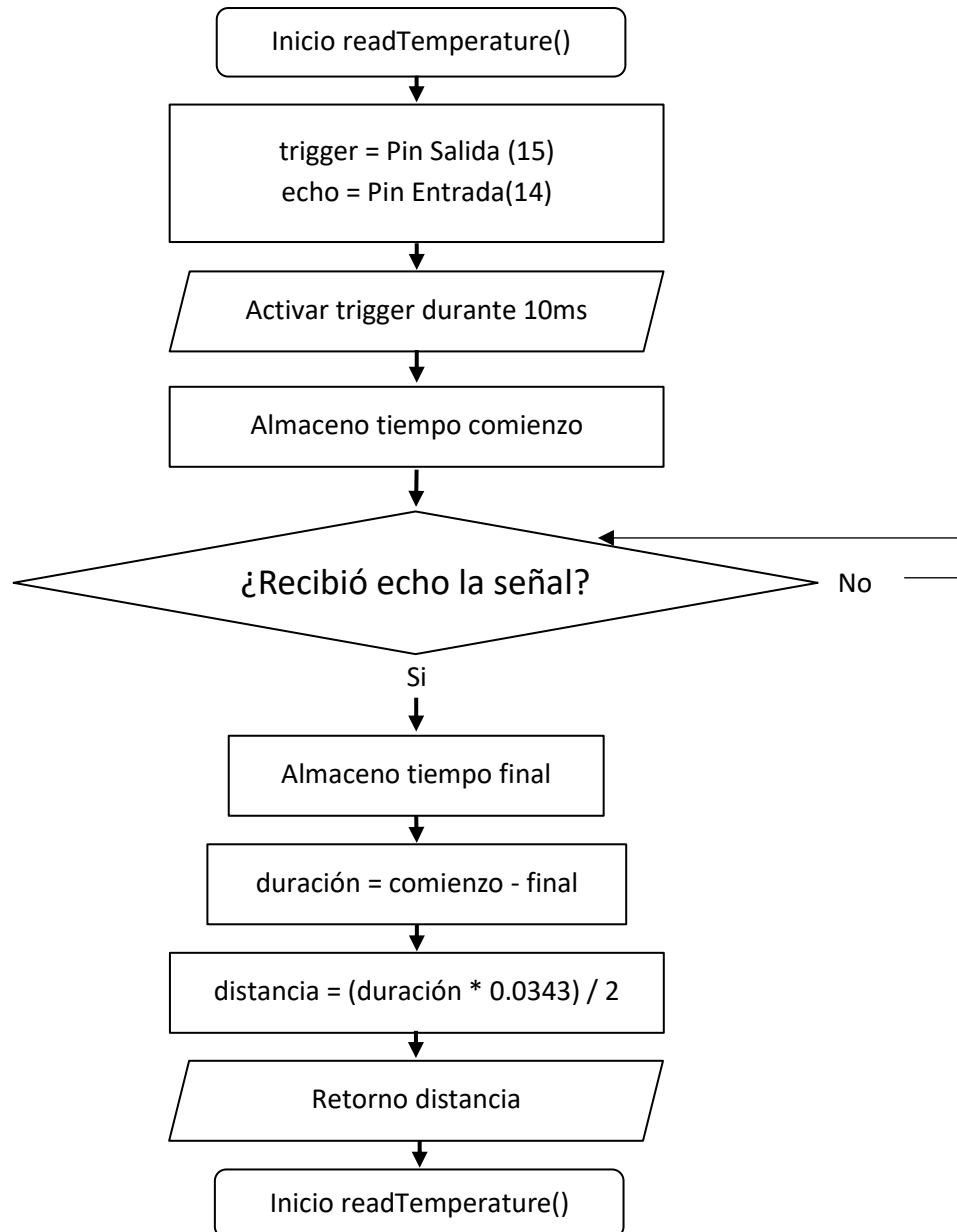 Inicio readTemperature()
trigger = Pin Salida (15)
echo = Pin Entrada(14)
Activar trigger durante 10ms
Almaceno tiempo comienzo
¿Recibió echo la señal?
No
Si
Almaceno tiempo final
duración = comienzo - final
distancia = (duración * 0.0343) / 2
Retorno distancia
Inicio readTemperature()